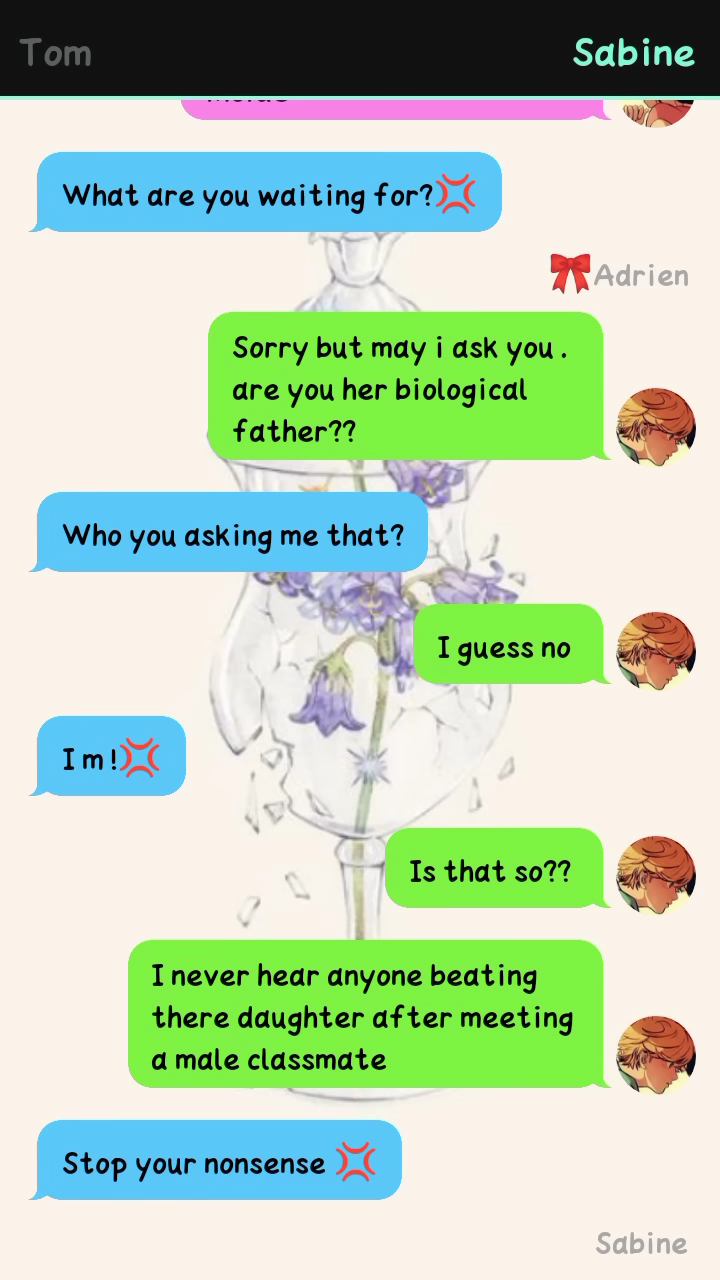 Tom
Sabine
What are you waiting for?💢
🎀Adrien
Sorry but may i ask you .
are you her biological
father??
Who you asking me that?
I guess no
I m !💢
Is that so??
I never hear anyone beating
there daughter after meeting
a male classmate
Stop your nonsense 💢
Sabine